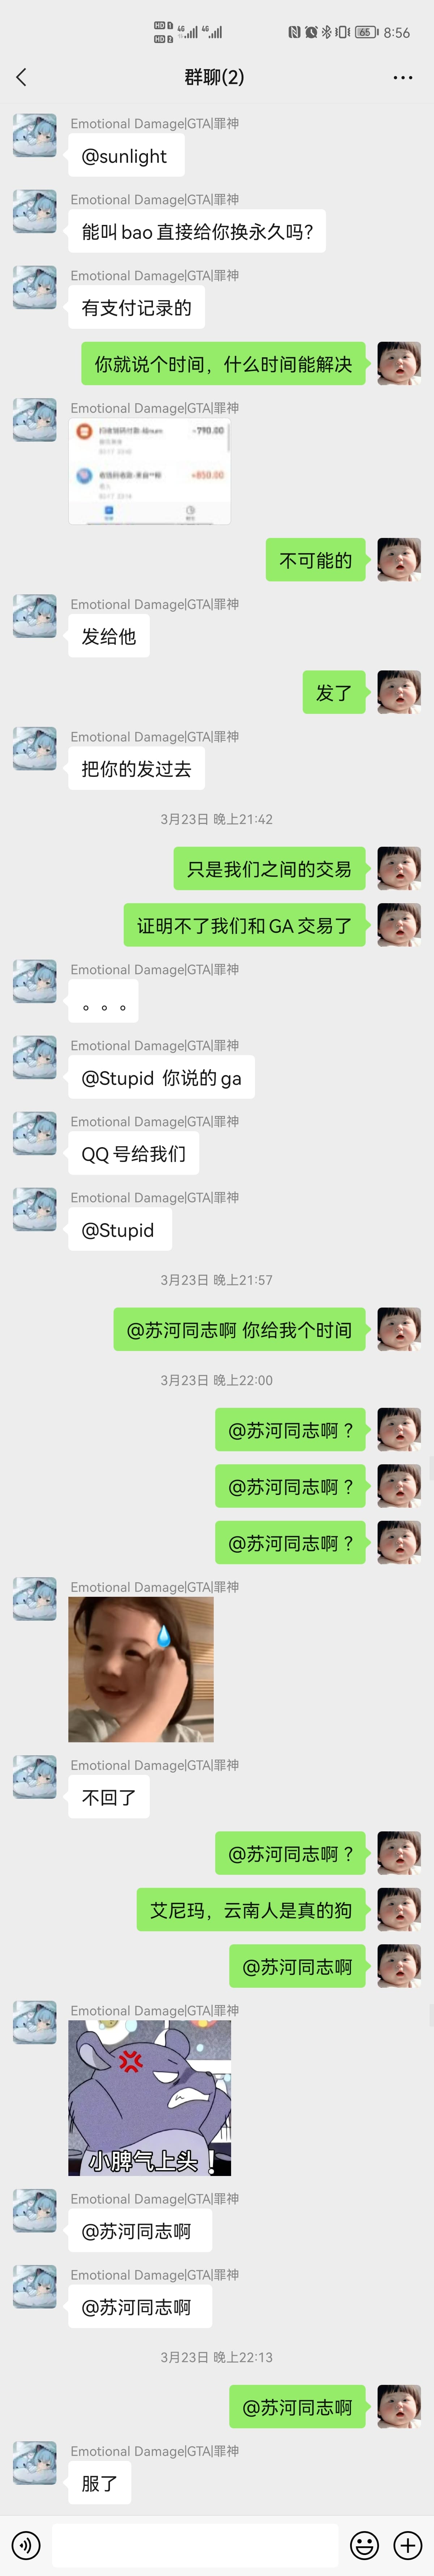 HD 1 4G 4G
HD 2
65 8:56
群聊(2)
Emotional Damage|GTA|罪神
@sunlight
Emotional Damage|GTA|罪神
能叫bao直接给你换永久吗?
Emotional Damage|GTA|罪神
有支付记录的
你就说个时间，什么时间能解决
Emotional Damage|GTA|罪神
-790.00
+850.00
不可能的
Emotional Damage|GTA|罪神
发给他
发了
Emotional Damage|GTA|罪神
把你的发过去
3月23日 晚上21:42
只是我们之间的交易
证明不了我们和GA交易了
Emotional Damage|GTA|罪神
。。。
Emotional Damage|GTA|罪神
@Stupid 你说的ga
Emotional Damage|GTA|罪神
QQ号给我们
Emotional Damage|GTA|罪神
@Stupid
3月23日 晚上21:57
@苏河同志啊 你给我个时间
3月23日 晚上22:00
@苏河同志啊 ?
@苏河同志啊 ?
@苏河同志啊 ?
Emotional Damage|GTA|罪神
Emotional Damage|GTA|罪神
不回了
@苏河同志啊 ?
艾尼玛，云南人是真的狗
@苏河同志啊
Emotional Damage|GTA|罪神
小脾气上头！
Emotional Damage|GTA|罪神
@苏河同志啊
Emotional Damage|GTA|罪神
@苏河同志啊
3月23日 晚上22:13
@苏河同志啊
Emotional Damage|GTA|罪神
服了